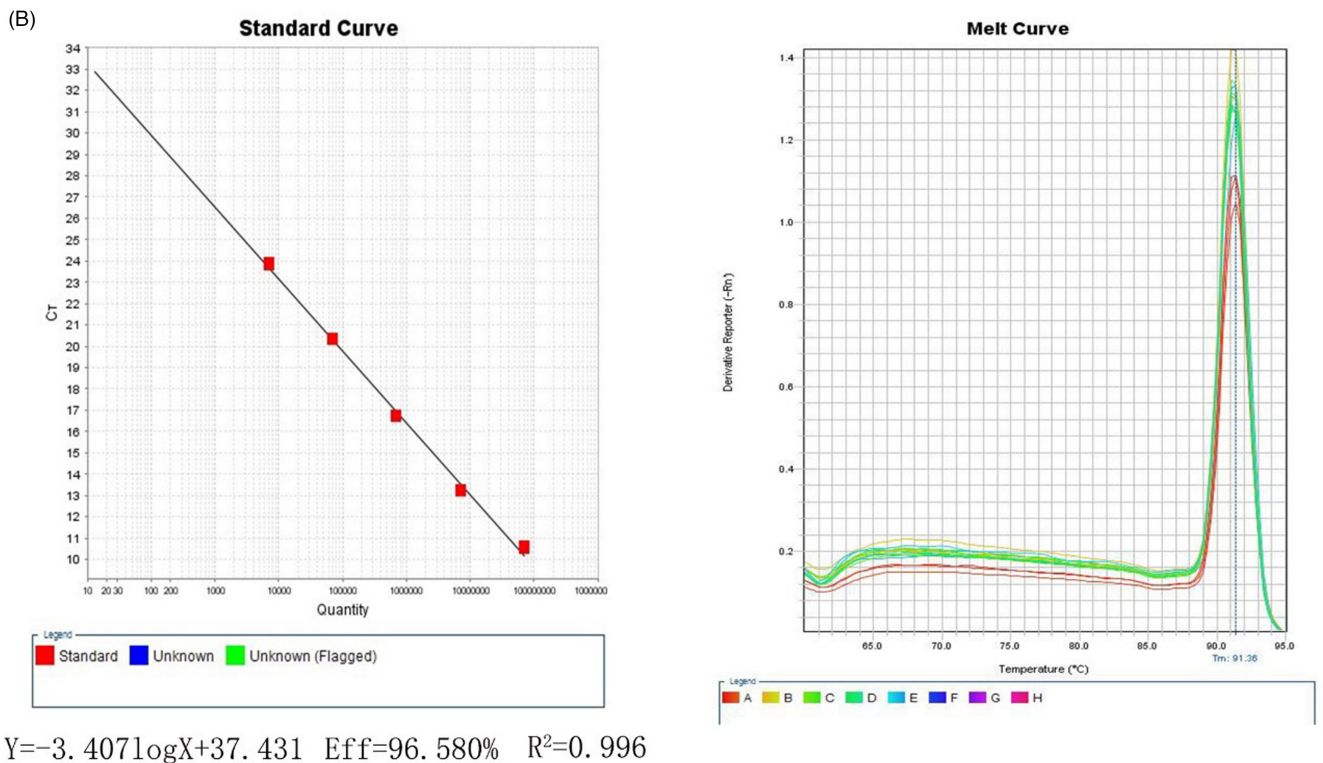 (B)
Standard Curve
34
33
32
31
30
29
28
27
26
25
24
23
22
21
20
19
18
17
16
15
14
13
12
11
10
CT
10 20 30 100 200 1000 10000 100000 1000000 10000000 100000000 1000000
Quantity
Legend
Standard Unknown Unknown (Flagged)
Y=-3.407logX+37.431 Eff=96.580% R²=0.996
Melt Curve
1.4
1.2
1.0
0.8
0.6
0.4
0.2
Derivative Reporter (-Rn')
65.0 70.0 75.0 80.0 85.0 90.0 95.0
Tm: 91.36
Temperature (°C)
Legend
A B C D E F G H